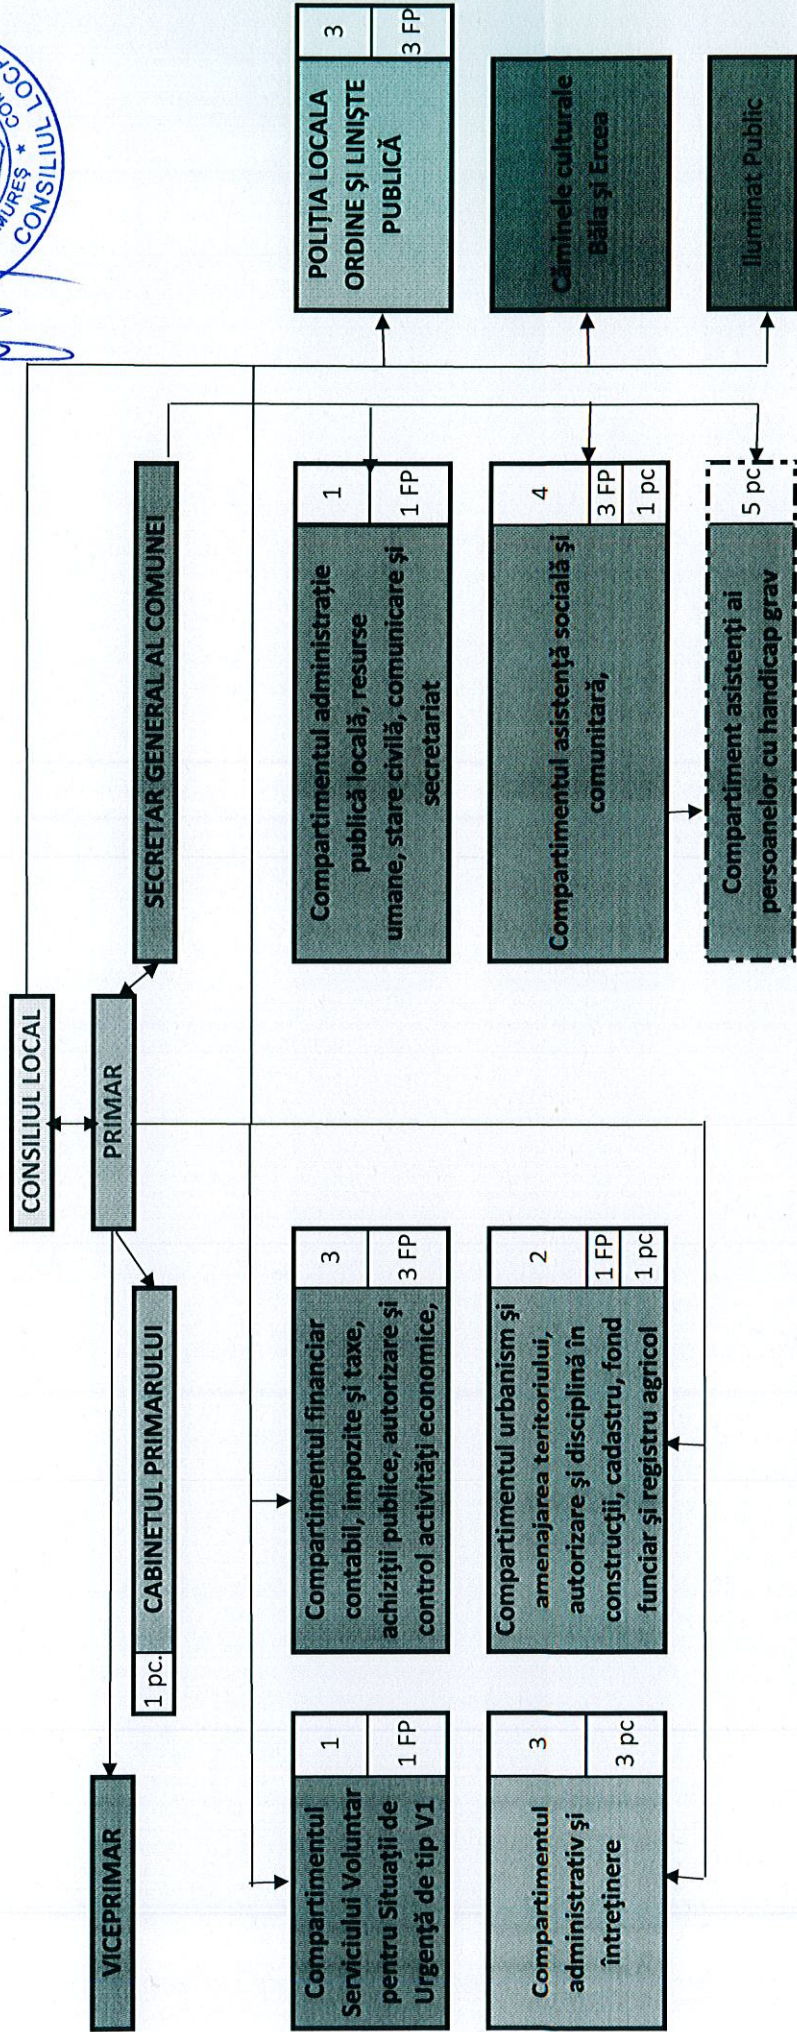 CONSILIUL LOCAL
PRIMAR
VICEPRIMAR
1 pc.
CABINETUL PRIMARULUI
SECRETAR GENERAL AL COMUNEI
Compartimentul
Serviciului Voluntar
pentru Situații de
Urgență de tip V1
1
1 FP
Compartimentul financiar
contabil, impozite și taxe,
achiziții publice, autorizare și
control activități economice,
3
3 FP
Compartimentul administrație
publică locală, resurse
umane, stare civilă, comunicare și
secretariat
1
1 FP
POLIȚIA LOCALA
ORDINE ȘI LINIȘTE
PUBLICĂ
3
3 FP
Compartimentul
administrativ și
întreținere
3
3 pc
Compartimentul urbanism și
amenajarea teritoriului,
autorizare și disciplină în
construcții, cadastru, fond
funciar și registru agricol
2
1 FP
1 pc
Compartimentul asistență socială și
comunitară,
4
3 FP
1 pc
Căminele culturale
Băla și Ercea
Compartiment asistenți ai
persoanelor cu handicap grav
5 pc
Iluminat Public
CONSILIUL LOCA
MUREȘ * CO
CONSILIUL